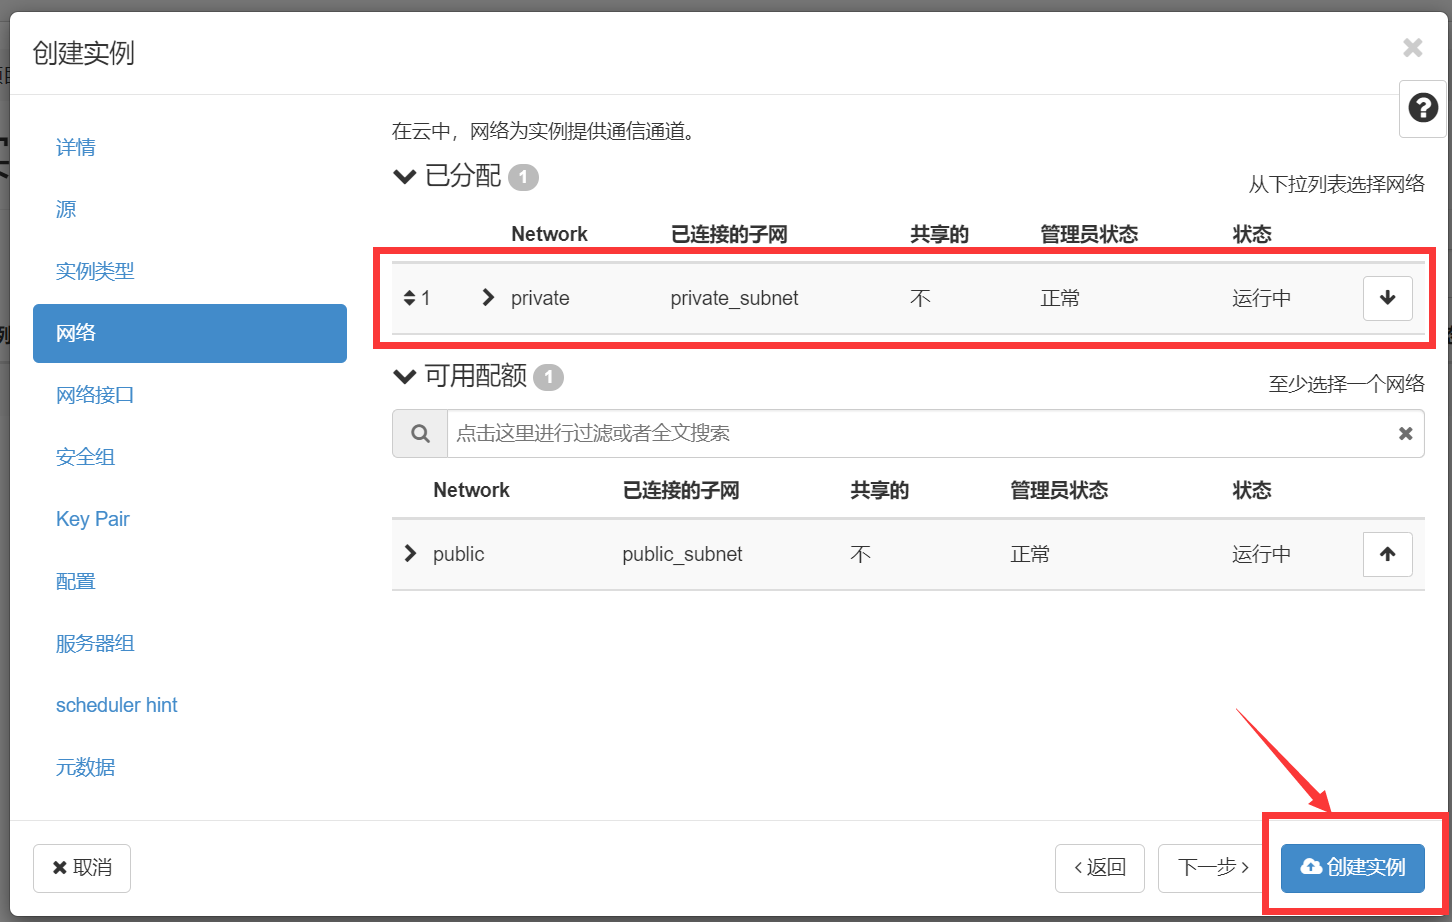 创建实例
详情
源
实例类型
网络
网络接口
安全组
Key Pair
配置
服务器组
scheduler hint
元数据
在云中，网络为实例提供通信通道。
已分配 1
从下拉列表选择网络
Network 已连接的子网 共享的 管理员状态 状态
1 private private_subnet 不 正常 运行中
可用配额 1
至少选择一个网络
点击这里进行过滤或者全文搜索
Network 已连接的子网 共享的 管理员状态 状态
public public_subnet 不 正常 运行中
取消
返回
下一步
创建实例